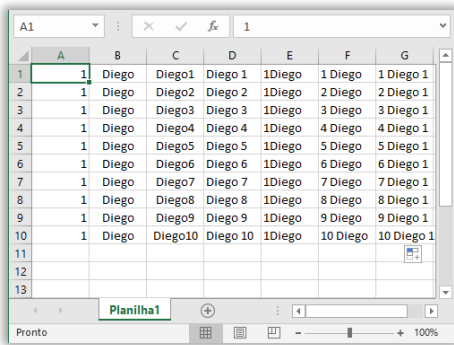 A1 fx 1
A B C D E F G
1 1 Diego Diego1 Diego 1 1Diego 1 Diego 1 Diego 1
2 1 Diego Diego2 Diego 2 1Diego 2 Diego 2 Diego 1
3 1 Diego Diego3 Diego 3 1Diego 3 Diego 3 Diego 1
4 1 Diego Diego4 Diego 4 1Diego 4 Diego 4 Diego 1
5 1 Diego Diego5 Diego 5 1Diego 5 Diego 5 Diego 1
6 1 Diego Diego6 Diego 6 1Diego 6 Diego 6 Diego 1
7 1 Diego Diego7 Diego 7 1Diego 7 Diego 7 Diego 1
8 1 Diego Diego8 Diego 8 1Diego 8 Diego 8 Diego 1
9 1 Diego Diego9 Diego 9 1Diego 9 Diego 9 Diego 1
10 1 Diego Diego10 Diego 10 1Diego 10 Diego 10 Diego 1
11
12
13
Planilha1
Pronto 100%